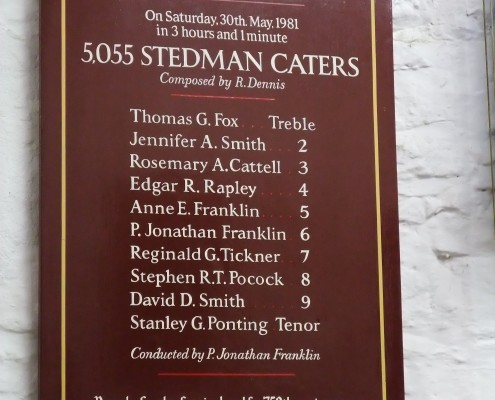 On Saturday, 30th. May, 1981
in 3 hours and 1 minute
5,055 STEDMAN CATERS
Composed by R. Dennis
Thomas G. Fox . . . Treble
Jennifer A. Smith . . . 2
Rosemary A. Cattell . 3
Edgar R. Rapley . . . . 4
Anne E. Franklin . . . . 5
P. Jonathan Franklin 6
Reginald G. Tickner 7
Stephen R.T. Pocock 8
David D. Smith . . . . 9
Stanley G. Ponting Tenor
Conducted by P. Jonathan Franklin